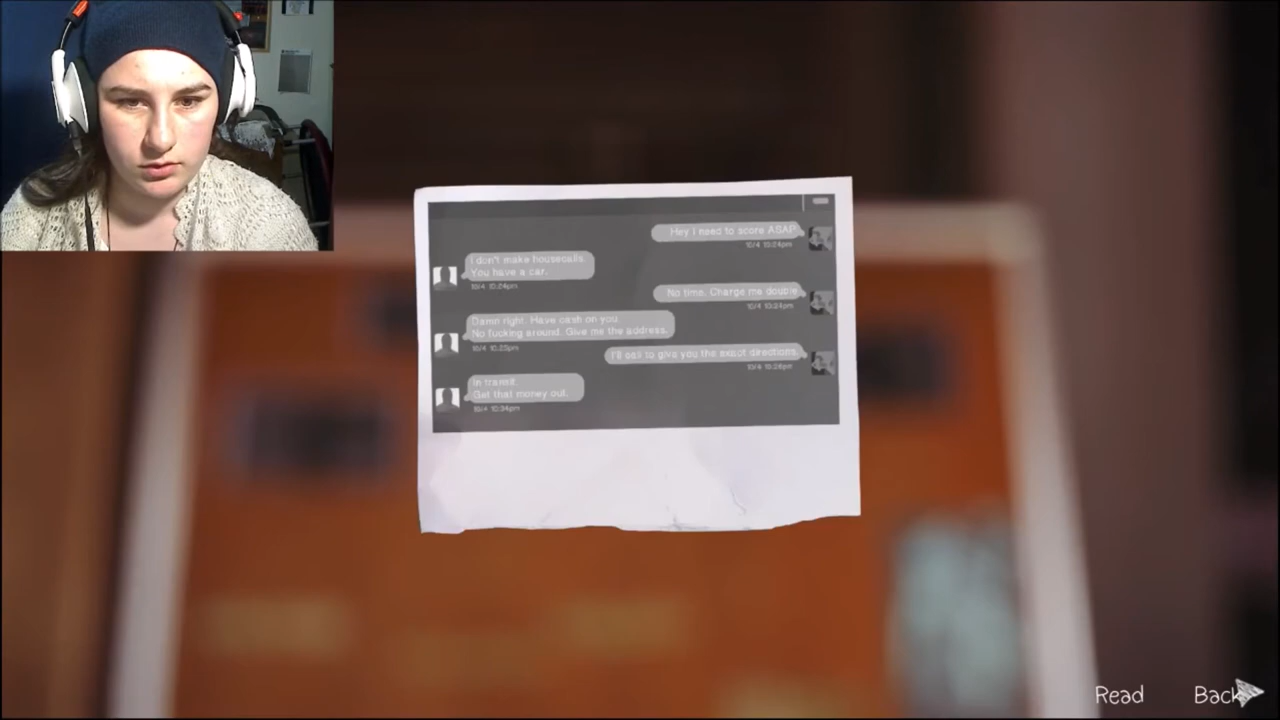 Hey I need to score ASAP
10/4 10:24pm
I don't make housecalls.
You have a car.
10/4 10:24pm
No time. Charge me double
10/4 10:24pm
Damn right. Have cash on you.
No fucking around. Give me the address.
10/4 10:25pm
I'll call to give you the exact directions.
10/4 10:26pm
In transit.
Get that money out.
10/4 10:34pm
Read
Back